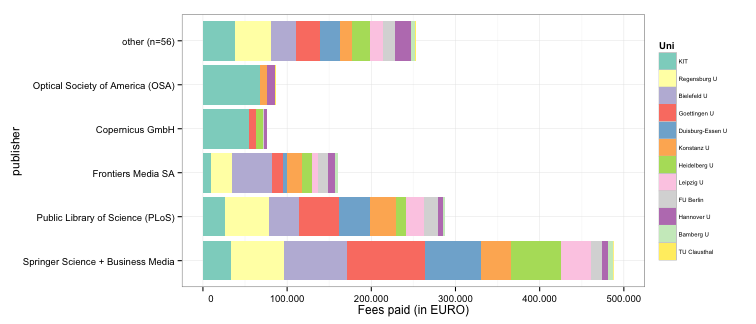 publisher
other (n=56)
Optical Society of America (OSA)
Copernicus GmbH
Frontiers Media SA
Public Library of Science (PLoS)
Springer Science + Business Media
0 100.000 200.000 300.000 400.000 500.000
Fees paid (in EURO)
Uni
KIT
Regensburg U
Bielefeld U
Goettingen U
Duisburg-Essen U
Konstanz U
Heidelberg U
Leipzig U
FU Berlin
Hannover U
Bamberg U
TU Clausthal